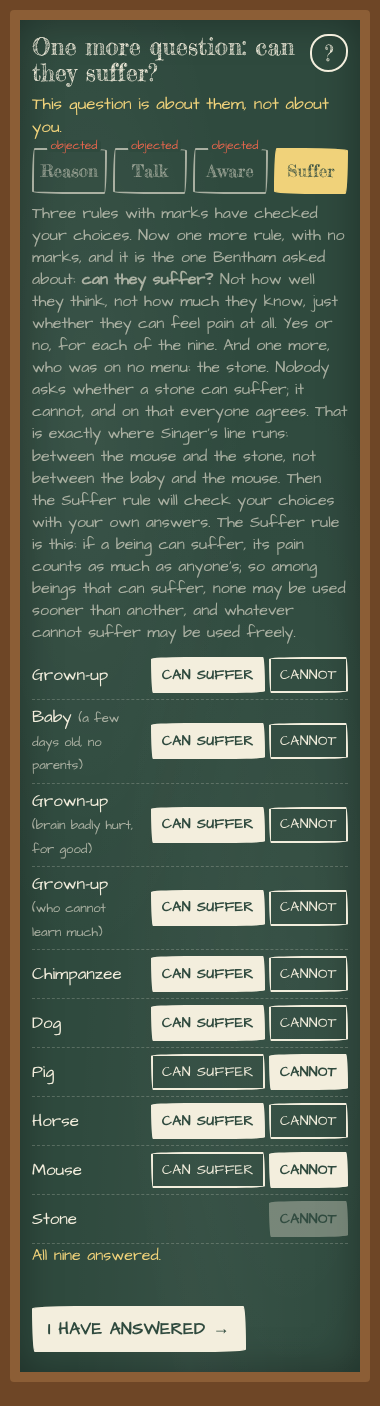 One more question: can
they suffer?
?
This question is about them, not about
you.
objected objected objected
Reason Talk Aware Suffer
Three rules with marks have checked
your choices. Now one more rule, with no
marks, and it is the one Bentham asked
about: can they suffer? Not how well
they think, not how much they know, just
whether they can feel pain at all. Yes or
no, for each of the nine. And one more,
who was on no menu: the stone. Nobody
asks whether a stone can suffer; it
cannot, and on that everyone agrees. That
is exactly where Singer's line runs:
between the mouse and the stone, not
between the baby and the mouse. Then
the Suffer rule will check your choices
with your own answers. The Suffer rule
is this: if a being can suffer, its pain
counts as much as anyone's; so among
beings that can suffer, none may be used
sooner than another, and whatever
cannot suffer may be used freely.
Grown-up CAN SUFFER CANNOT
Baby (a few
days old, no
parents)
CAN SUFFER CANNOT
Grown-up
(brain badly hurt,
for good)
CAN SUFFER CANNOT
Grown-up
(who cannot
learn much)
CAN SUFFER CANNOT
Chimpanzee CAN SUFFER CANNOT
Dog CAN SUFFER CANNOT
Pig CAN SUFFER CANNOT
Horse CAN SUFFER CANNOT
Mouse CAN SUFFER CANNOT
Stone CANNOT
All nine answered.
I HAVE ANSWERED →